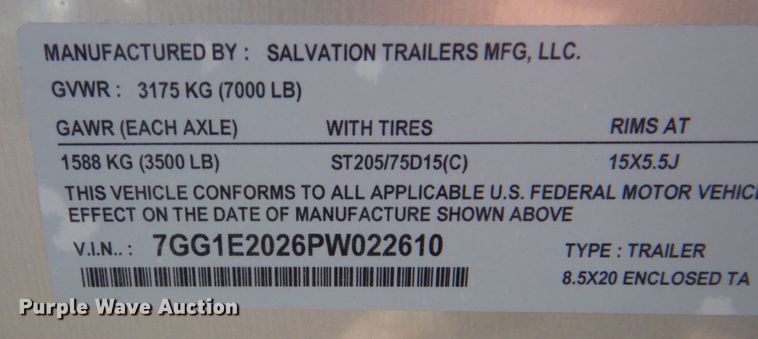 MANUFACTURED BY : SALVATION TRAILERS MFG, LLC.
GVWR : 3175 KG (7000 LB)
GAWR (EACH AXLE) WITH TIRES RIMS AT
1588 KG (3500 LB) ST205/75D15(C) 15X5.5J
THIS VEHICLE CONFORMS TO ALL APPLICABLE U.S. FEDERAL MOTOR VEHIC
EFFECT ON THE DATE OF MANUFACTURE SHOWN ABOVE
V.I.N.. : 7GG1E2026PW022610 TYPE : TRAILER
8.5X20 ENCLOSED TA
Purple Wave Auction